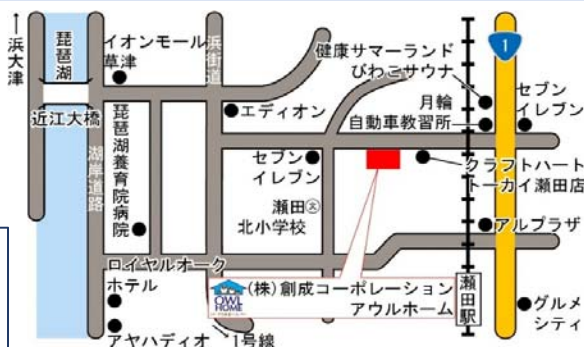 浜大津
琵琶湖
イオンモール
草津
浜街道
健康サマーランド
びわこサウナ
1
月輪
自動車教習所
セブン
イレブン
エディオン
近江大橋
湖岸道路
琵琶湖養育院病院
セブン
イレブン
クラフトハート
トーカイ瀬田店
瀬田文
北小学校
アルプラザ
ロイヤルオーク
ホテル
OWL
HOME
(株)創成コーポレーション
アウルホーム
瀬田駅
グルメ
シティ
アヤハディオ
1号線